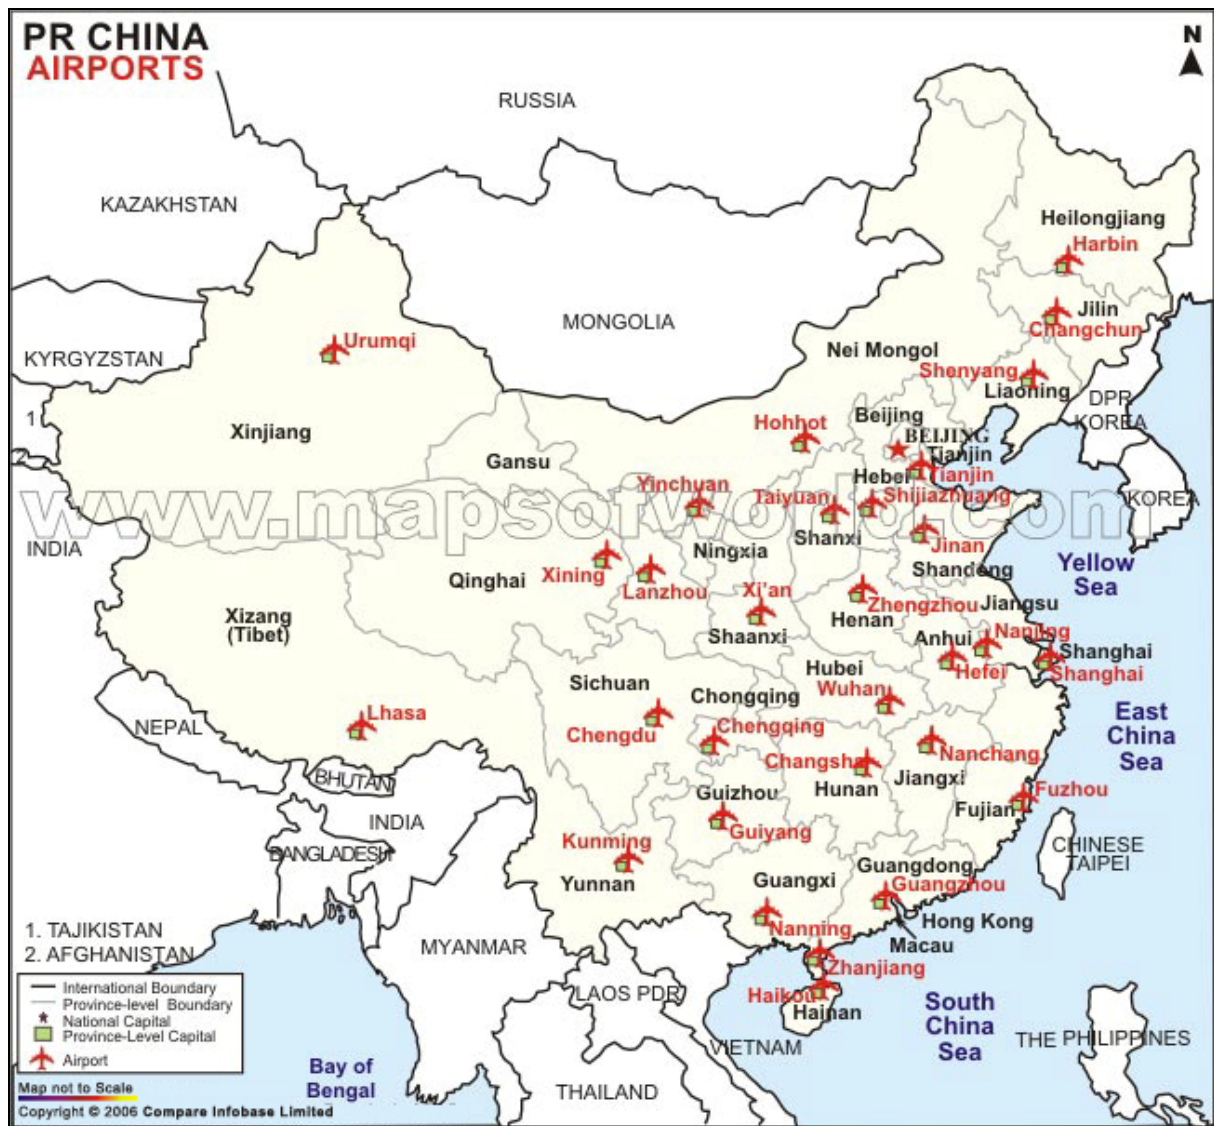 PR CHINA
AIRPORTS
N
RUSSIA
KAZAKHSTAN
Heilongjiang
Harbin
MONGOLIA
Jilin
Changchun
Urumqi
KYRGYZSTAN
Nei Mongol
Shenyang
Liaoning
DPR
KOREA
1
Xinjiang
Hohhot
Beijing
BEIJING
Tianjin
Tianjin
2
Gansu
Hebei
Yinchuan
Taiyuan
Shijiazhuang
KOREA
www.mapsofworld.com
INDIA
Ningxia
Shanxi
Jinan
Shandong
Yellow
Sea
Qinghai
Xining
Lanzhou
Xi'an
Zhengzhou
Jiangsu
Xizang
(Tibet)
Shaanxi
Henan
Anhui
Nanjing
Shanghai
Shanghai
Hefei
Sichuan
Hubei
Chongqing
Wuhan
Lhasa
Chengdu
Chengqing
East
China
Sea
NEPAL
BHUTAN
Changsha
Nanchang
Jiangxi
Hunan
Guizhou
Fuzhou
Fujian
INDIA
Guiyang
BANGLADESH
Kunming
Yunnan
CHINESE
TAIPEI
Guangdong
Guangxi
Guangzhou
Hong Kong
Nanning
Macau
1. TAJIKISTAN
2. AFGHANISTAN
MYANMAR
Zhanjiang
LAOS PDR
Haikou
Hainan
South
China
Sea
VIETNAM
THE PHILIPPINES
THAILAND
Bay of
Bengal
International Boundary
Province-level Boundary
National Capital
Province-Level Capital
Airport
Map not to Scale
Copyright © 2006 Compare Infobase Limited